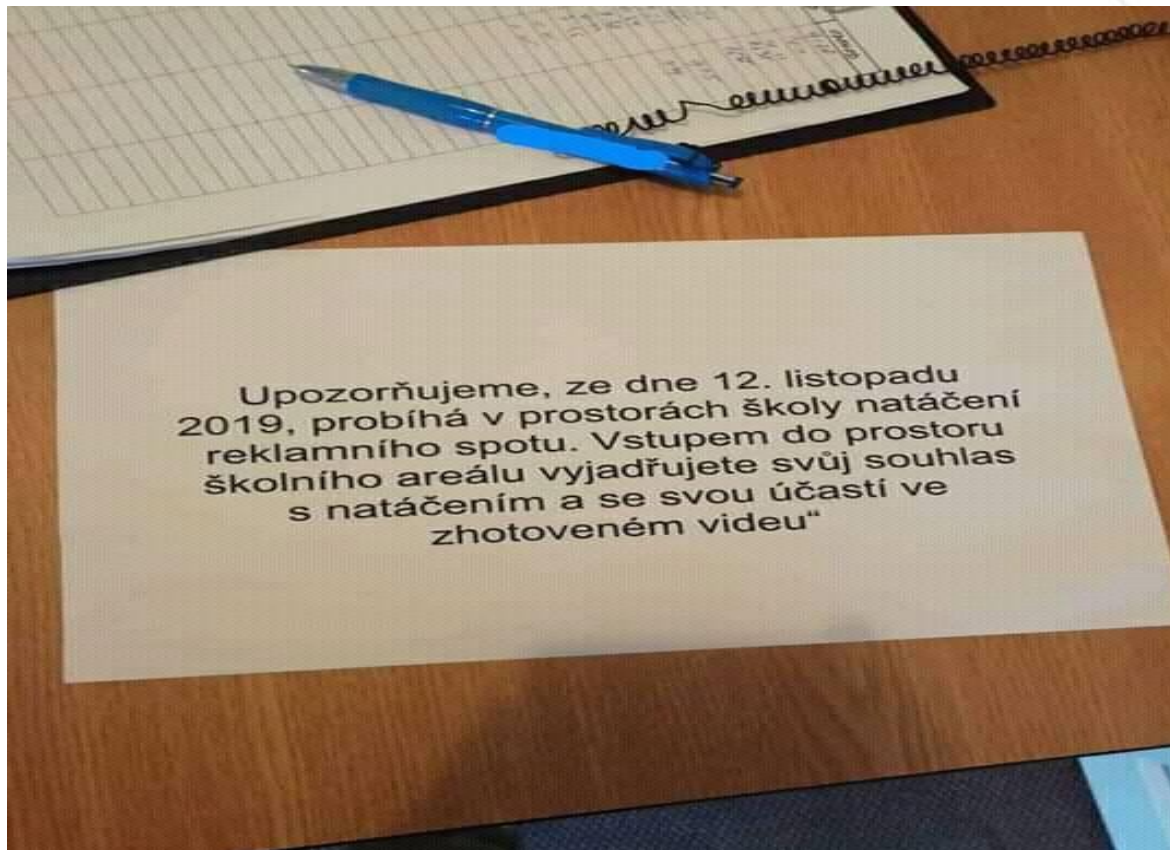 Upozorňujeme, ze dne 12. listopadu
2019, probíhá v prostorách školy natáčení
reklamního spotu. Vstupem do prostoru
školního areálu vyjadřujete svůj souhlas
s natáčením a se svou účastí ve
zhotoveném videu“